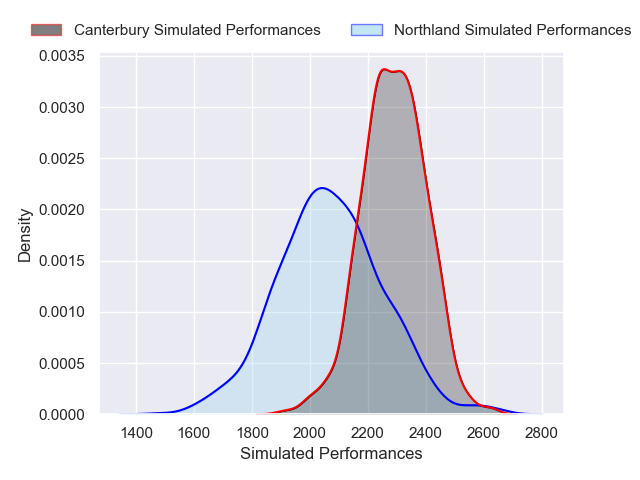 Canterbury Simulated Performances Northland Simulated Performances
0.0035
0.0030
0.0025
0.0020
0.0015
0.0010
0.0005
0.0000
Density
1400 1600 1800 2000 2200 2400 2600 2800
Simulated Performances